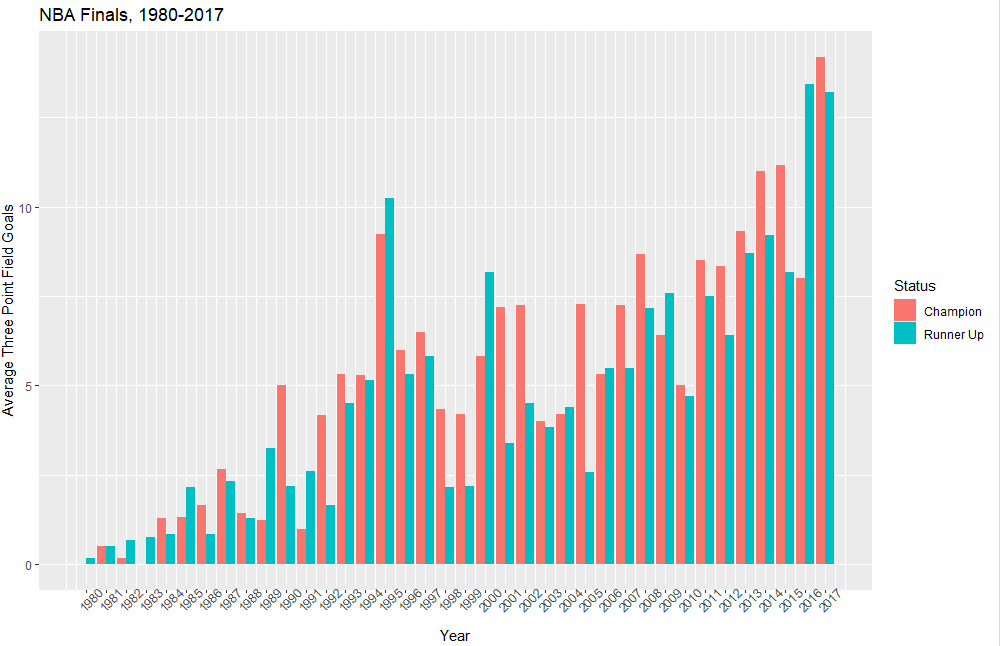 NBA Finals, 1980-2017
Average Three Point Field Goals
10
5
0
1980 1981 1982 1983 1984 1985 1986 1987 1988 1989 1990 1991 1992 1993 1994 1995 1996 1997 1998 1999 2000 2001 2002 2003 2004 2005 2006 2007 2008 2009 2010 2011 2012 2013 2014 2015 2016 2017
Year
Status
Champion
Runner Up